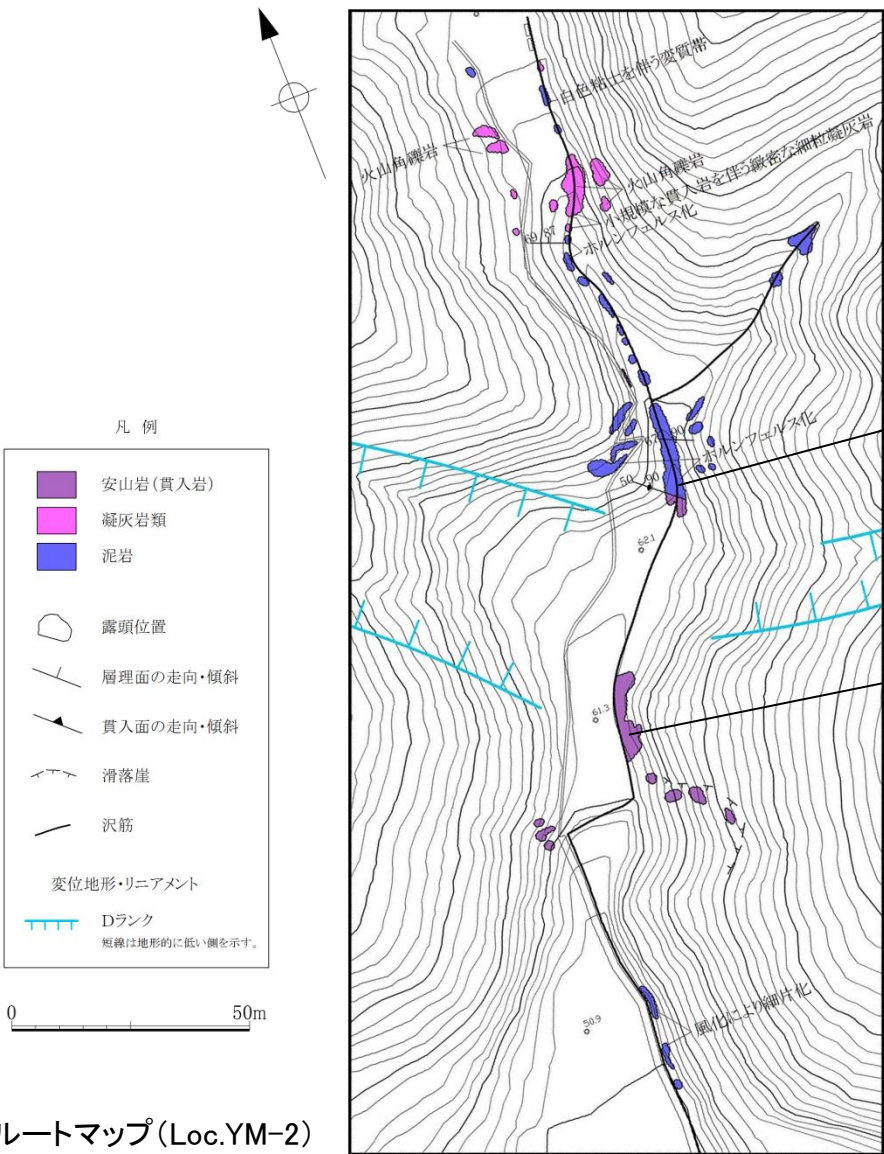 白色粘土を伴う変質帯
火山角礫岩
火山角礫岩
小規模な貫入岩を伴う緻密な細粒凝灰岩
69 87
ホルンフェルス化
67 90
ホルンフェルス化
50 90
62.1
61.3
風化により細片化
50.9
凡 例
安山岩(貫入岩)
凝灰岩類
泥岩
露頭位置
層理面の走向・傾斜
貫入面の走向・傾斜
滑落崖
沢筋
変位地形・リニアメント
Dランク
短線は地形的に低い側を示す。
0 50m
ルートマップ(Loc.YM-2)